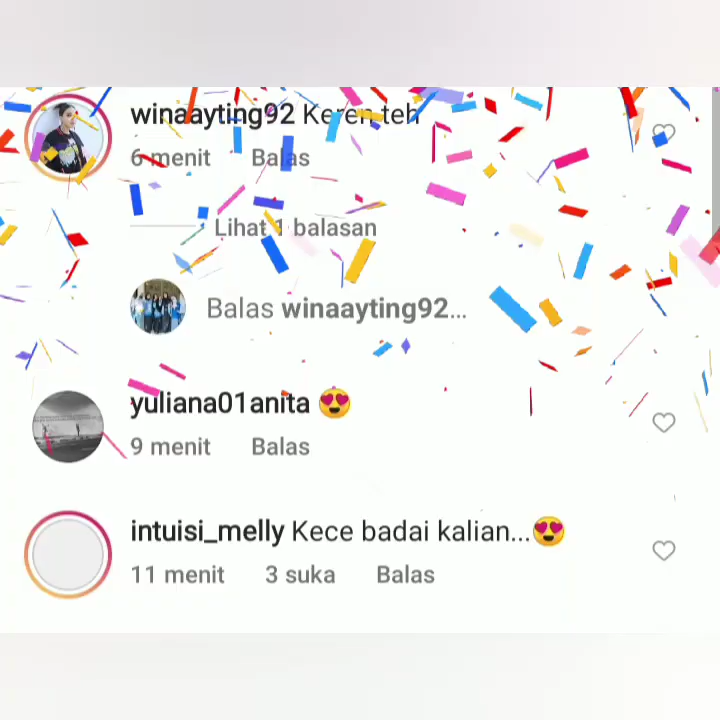 winaayting92 Keren teh
6 menit Balas
Lihat 1 balasan
Balas winaayting92...
yuliana01anita 😍
9 menit Balas
intuisi_melly Kece badai kalian...😍
11 menit 3 suka Balas